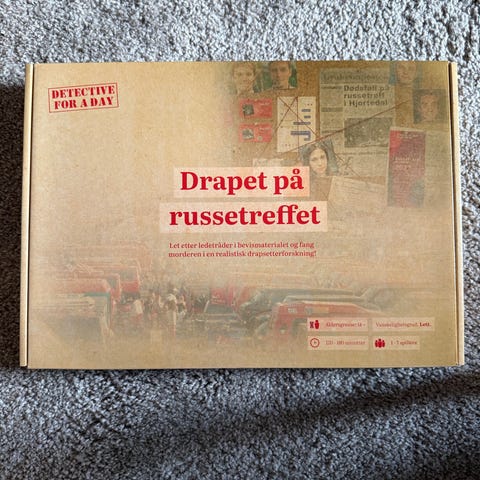 DETECTIVE
FOR A DAY
Dødsfall på
russetreff
i Hjortedal
Drapet på
russetreffet
Let etter ledetråder i bevismaterialet og fang
morderen i en realistisk drapsetterforskning!
Aldersgrense: 14 +
Vanskelighetsgrad: Lett.
120 - 180 minutter
1 - 5 spillere